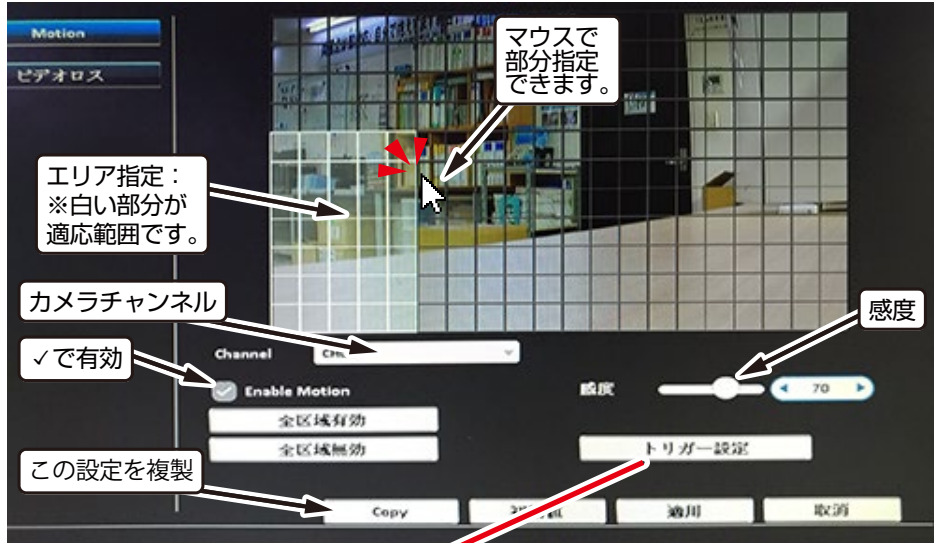 Motion
ビデオロス
マウスで
部分指定
できます。
エリア指定：
※白い部分が
適応範囲です。
カメラチャンネル
感度
✓で有効
Channel
Enable Motion
感度
70
全区域有効
全区域無効
トリガー設定
この設定を複製
Copy
適用
取消